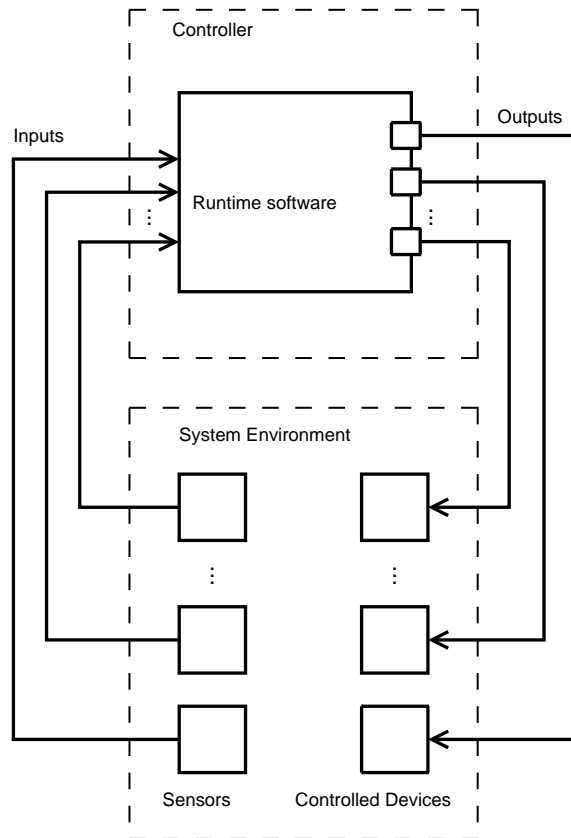 Controller
Inputs
Outputs
Runtime software
System Environment
Sensors
Controlled Devices